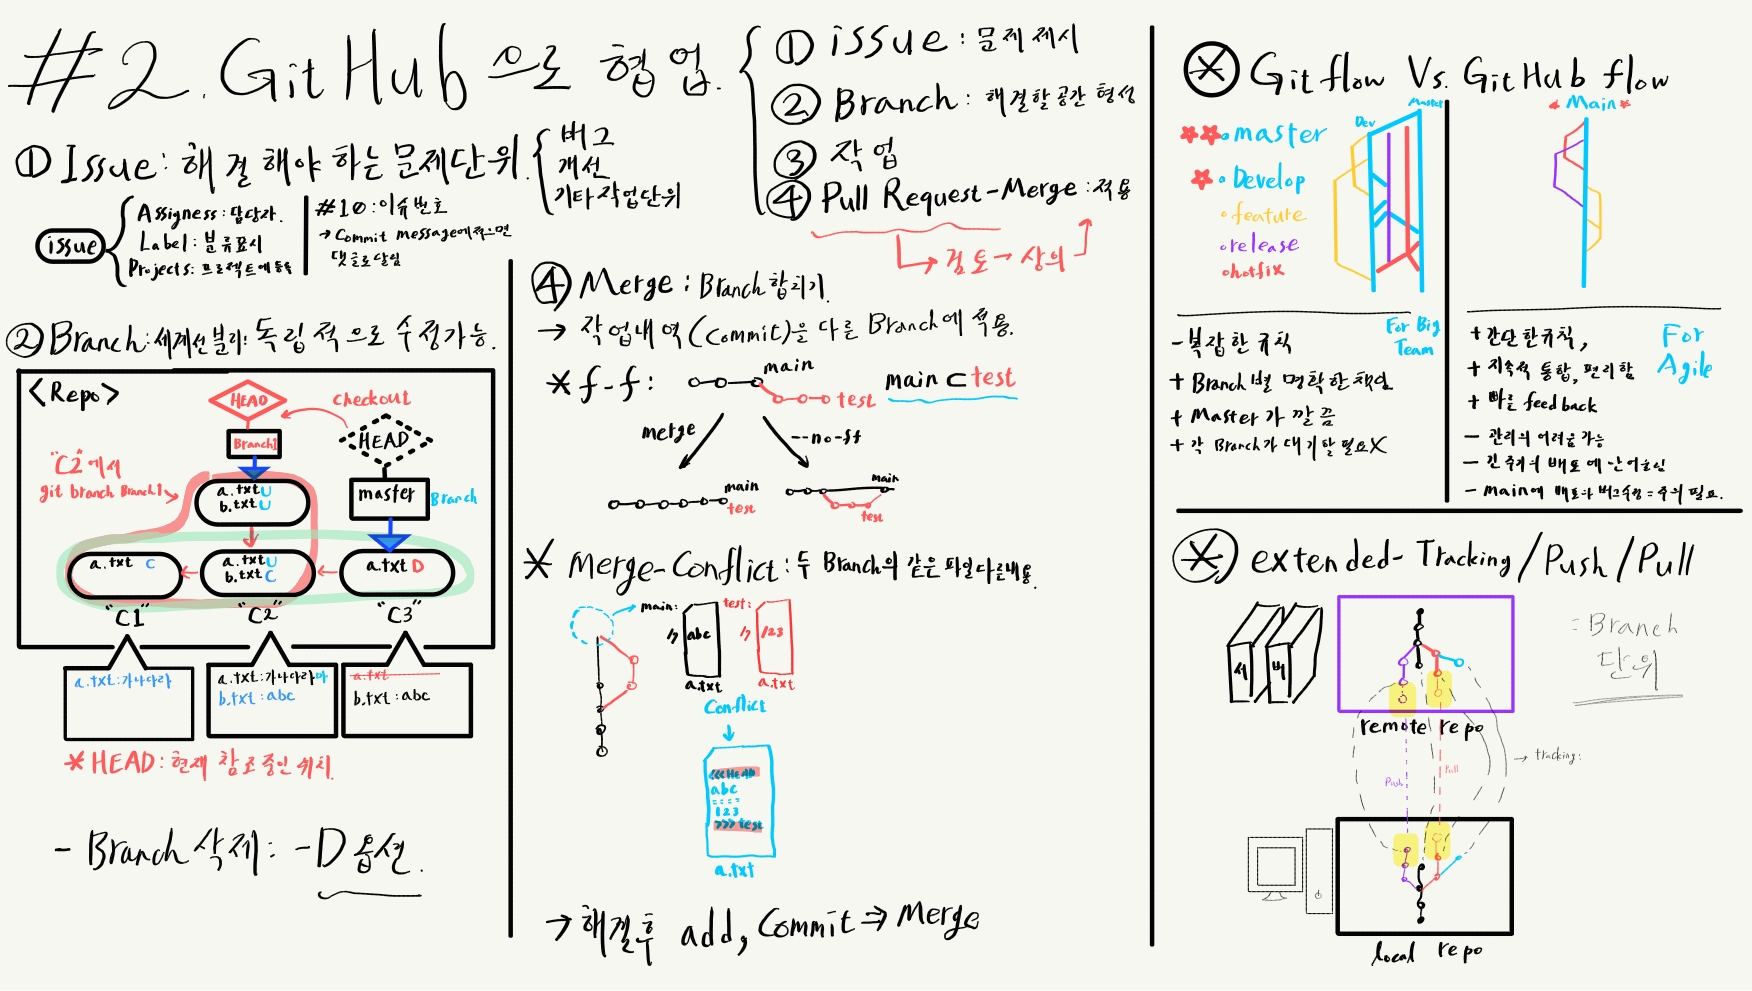 #2. GitHub으로 협업.
① issue : 문제 제시
② Branch : 해결할 공간 형성
③ 작업
④ Pull Request-Merge : 적용
검토 → 상의
① Issue : 해결해야 하는 문제단위.
버그
개선
기타 작업단위
issue
Assigness : 담당자.
Label : 분류표시
Projects : 프로젝트에 등록
#10 : 이슈번호
→ Commit message에 적으면
댓글로 달림
② Branch : 세계선 분리! 독립적으로 수정가능.
<Repo>
HEAD
checkout
Branch1
HEAD
"C2"에서
git branch Branch1
a.txt U
b.txt U
master
Branch
a.txt C
a.txt U
b.txt C
a.txt D
"C1"
"C2"
"C3"
a.txt : 가나다라
a.txt : 가나다라마
b.txt : abc
a.txt
b.txt : abc
* HEAD : 현재 참조중인 위치.
- Branch 삭제 : -D 옵션.
④ Merge : Branch 합치기.
→ 작업내역(Commit)을 다른 Branch에 적용.
* f-f :
main
test
main ⊂ test
merge
--no-ff
main
test
main
test
* Merge-Conflict : 두 Branch의 같은 파일 다른내용.
main :
test :
abc
123
a.txt
a.txt
Conflict
<<<HEAD
abc
====
123
>>>test
a.txt
→ 해결 후 add, Commit ⇒ Merge
※ Git flow Vs. GitHub flow
master
Develop
feature
release
hotfix
Dev
Master
Main
For Big
Team
- 복잡한 규칙
+ Branch별 명확한 책임
+ Master가 깔끔
+ 각 Branch가 대기할 필요X
For
Agile
+ 간단한 규칙,
+ 지속적 통합, 편리함
+ 빠른 feedback
- 관리의 어려움 가능
- 긴 주기의 배포에 안 어울림
- main에 배포와 버그수정 = 주의 필요.
※ extended- Tracking/Push/Pull
서
버
= Branch
단위
remote repo
→ tracking :
Push
Pull
local repo